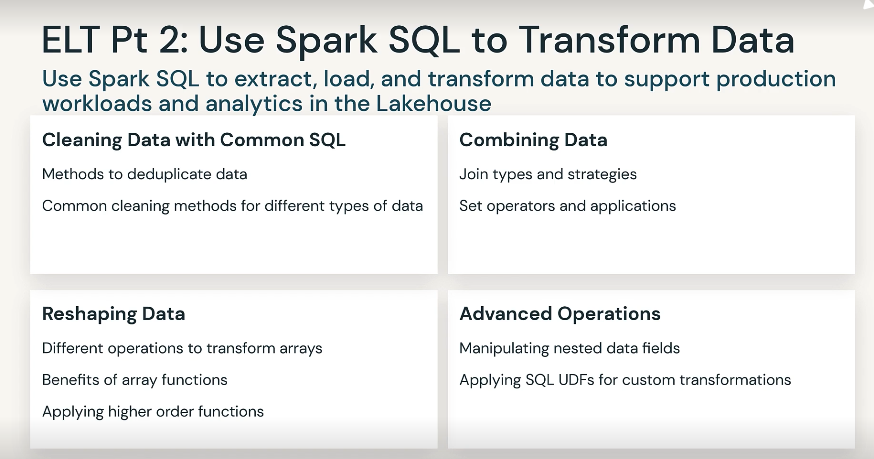 ELT Pt 2: Use Spark SQL to Transform Data
Use Spark SQL to extract, load, and transform data to support production
workloads and analytics in the Lakehouse
Cleaning Data with Common SQL
Methods to deduplicate data
Common cleaning methods for different types of data
Combining Data
Join types and strategies
Set operators and applications
Reshaping Data
Different operations to transform arrays
Benefits of array functions
Applying higher order functions
Advanced Operations
Manipulating nested data fields
Applying SQL UDFs for custom transformations